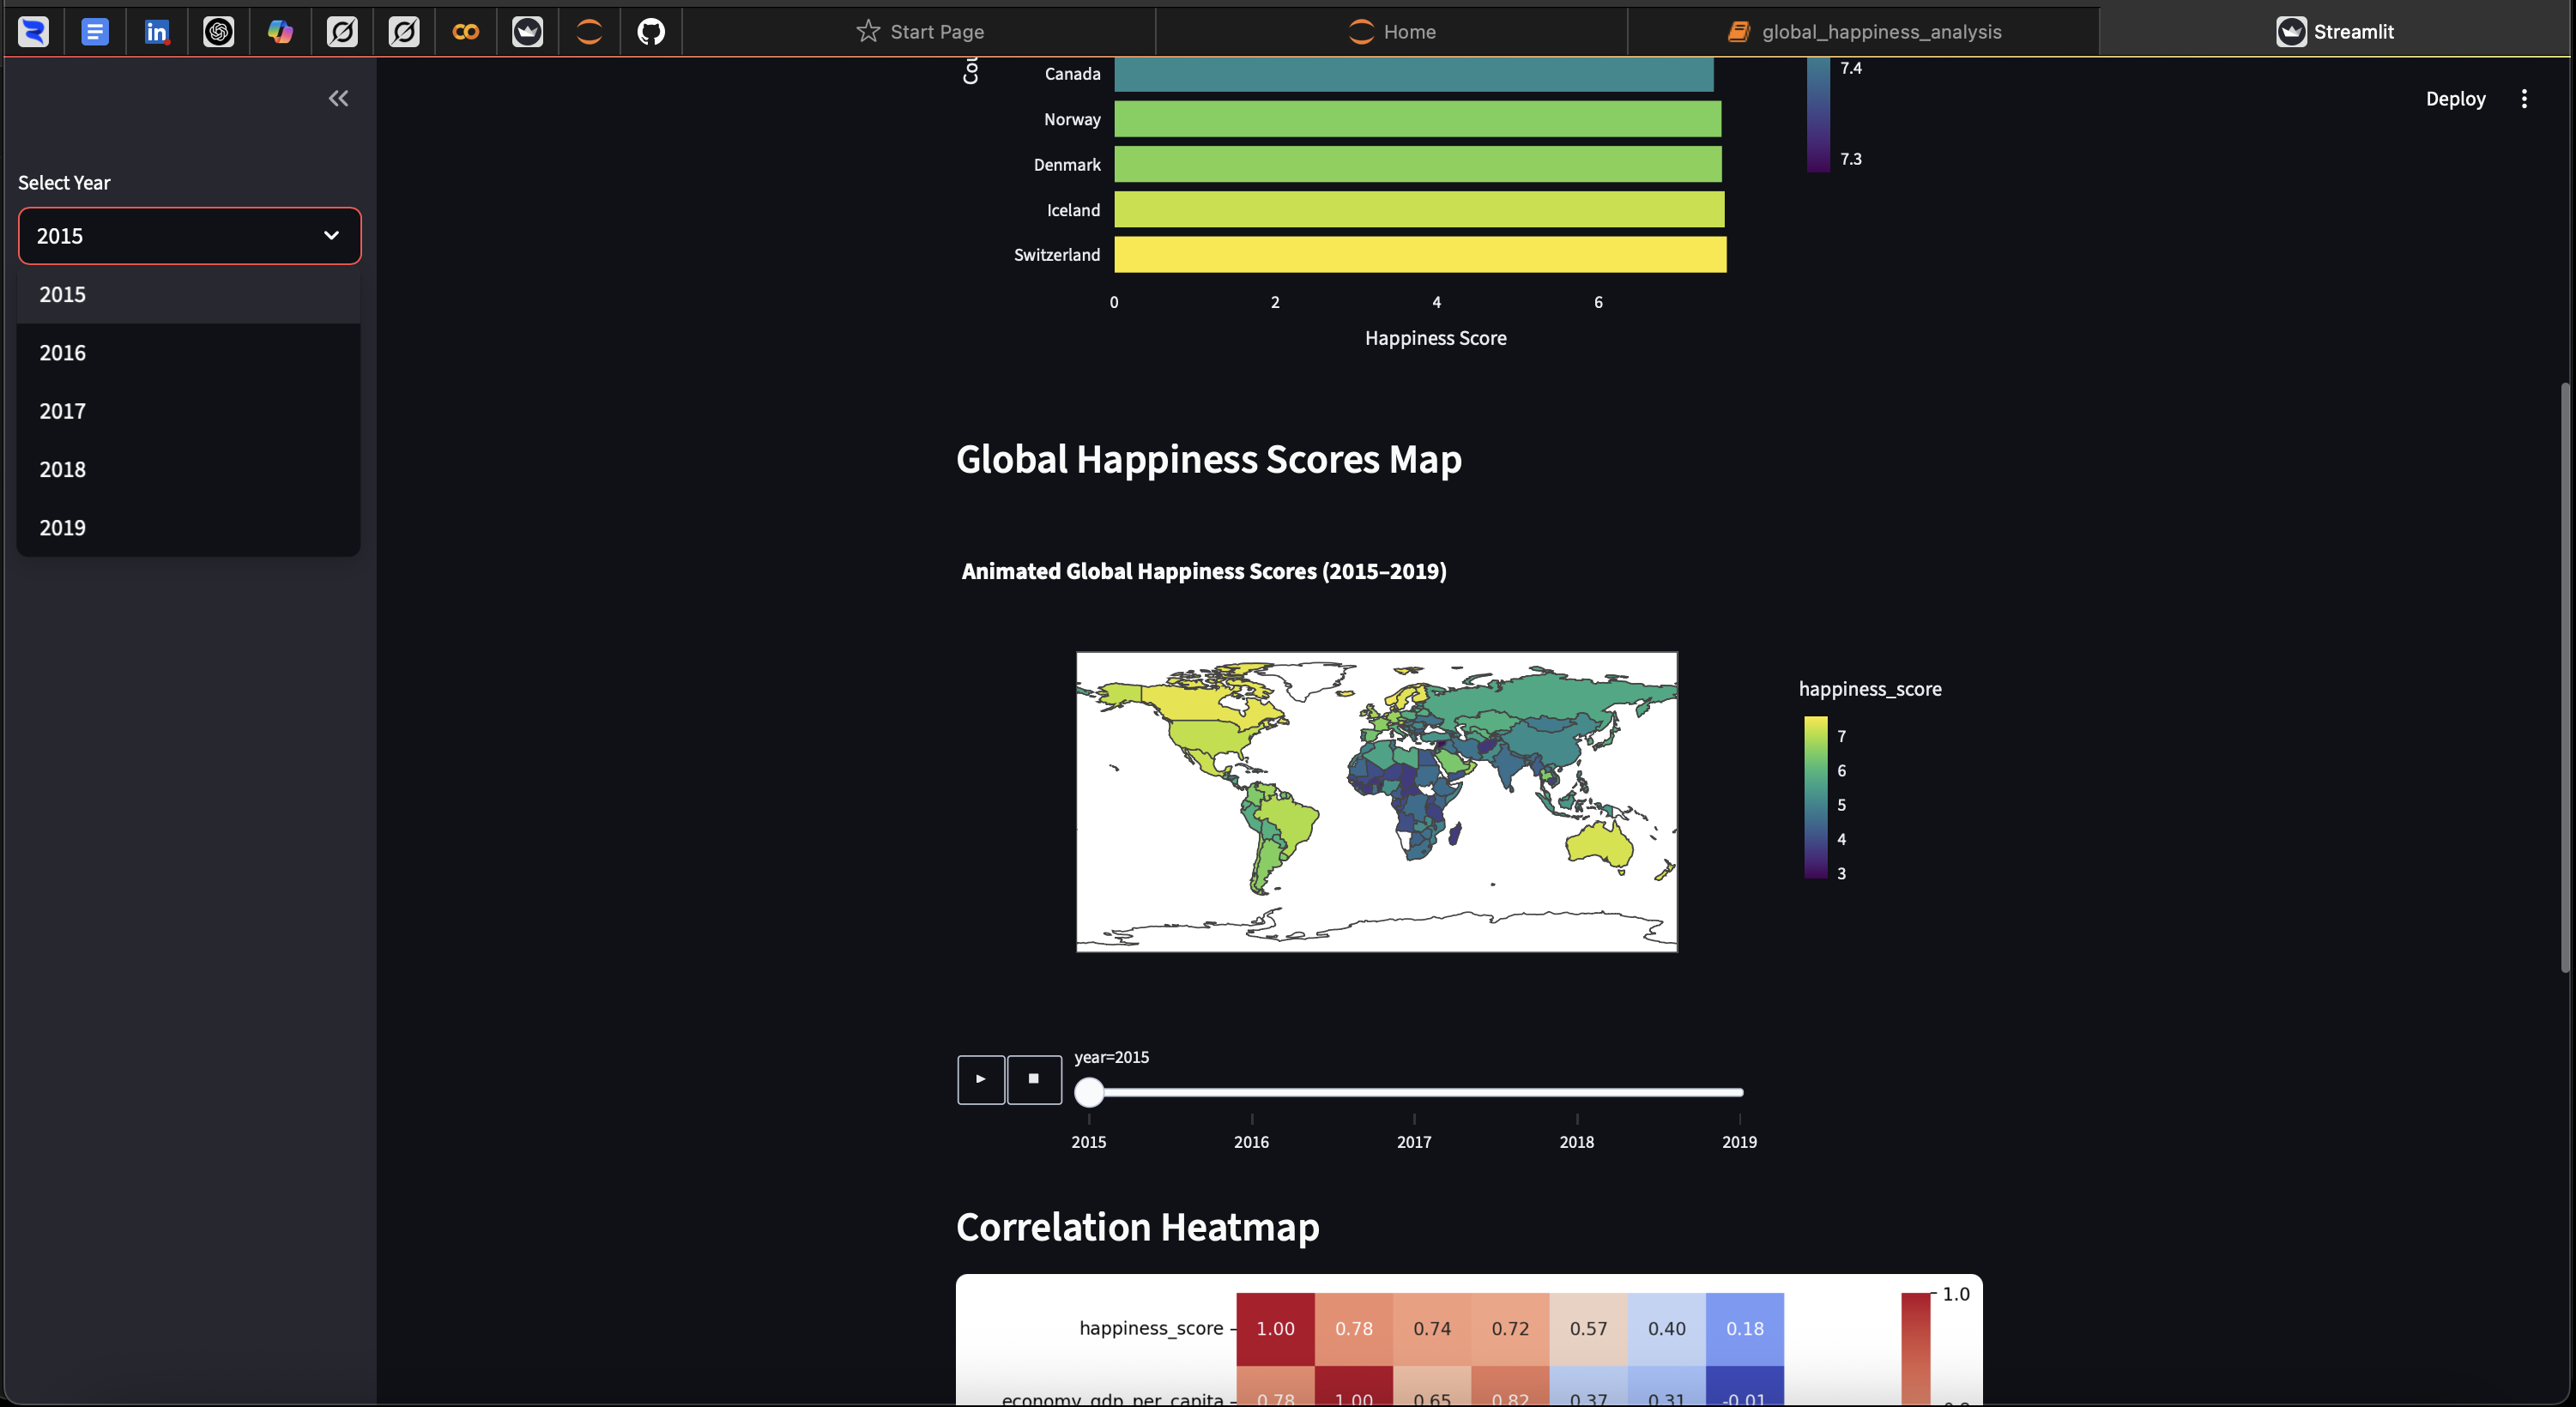 in
CO
Start Page
Home
global_happiness_analysis
Streamlit
Deploy
Select Year
2015
2015
2016
2017
2018
2019
Cou
Canada
Norway
Denmark
Iceland
Switzerland
0 2 4 6
Happiness Score
7.4
7.3
Global Happiness Scores Map
Animated Global Happiness Scores (2015–2019)
happiness_score
7
6
5
4
3
year=2015
2015 2016 2017 2018 2019
Correlation Heatmap
happiness_score 1.00 0.78 0.74 0.72 0.57 0.40 0.18
1.0
economy_gdp_per_capita 0.78 1.00 0.65 0.82 0.37 0.31 -0.01